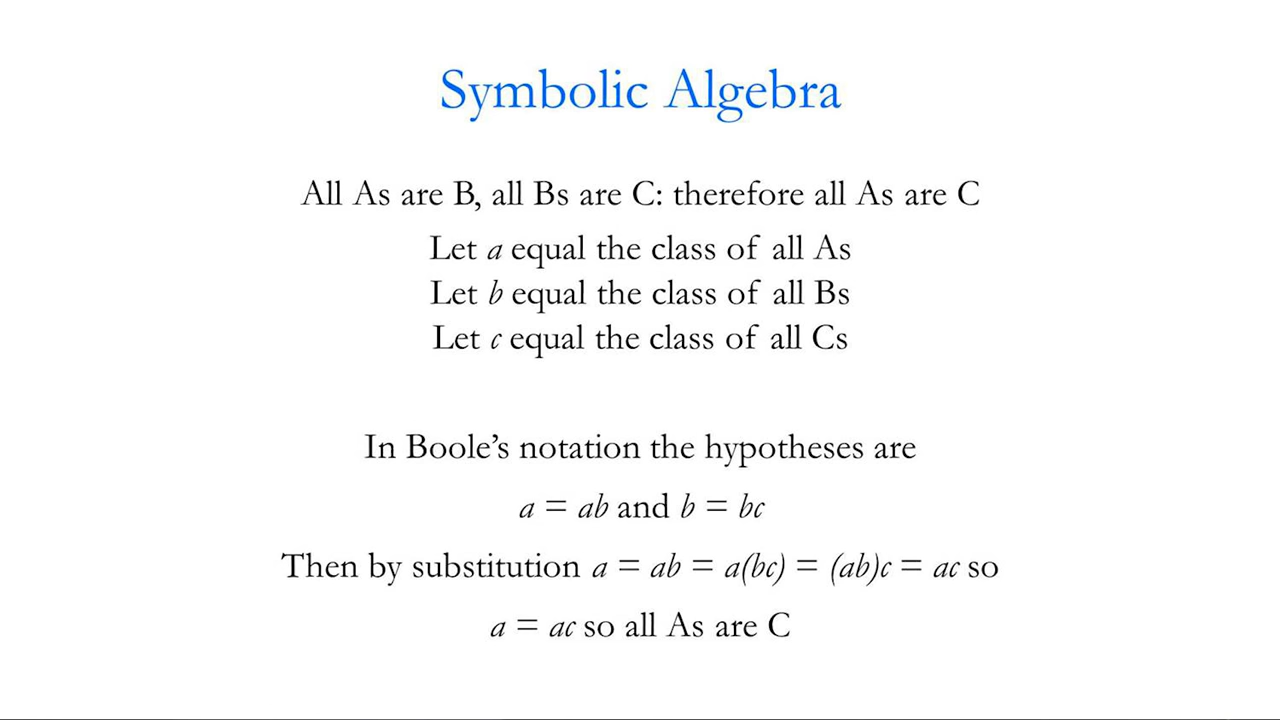 Symbolic Algebra
All As are B, all Bs are C: therefore all As are C
Let a equal the class of all As
Let b equal the class of all Bs
Let c equal the class of all Cs
In Boole’s notation the hypotheses are
a = ab and b = bc
Then by substitution a = ab = a(bc) = (ab)c = ac so
a = ac so all As are C